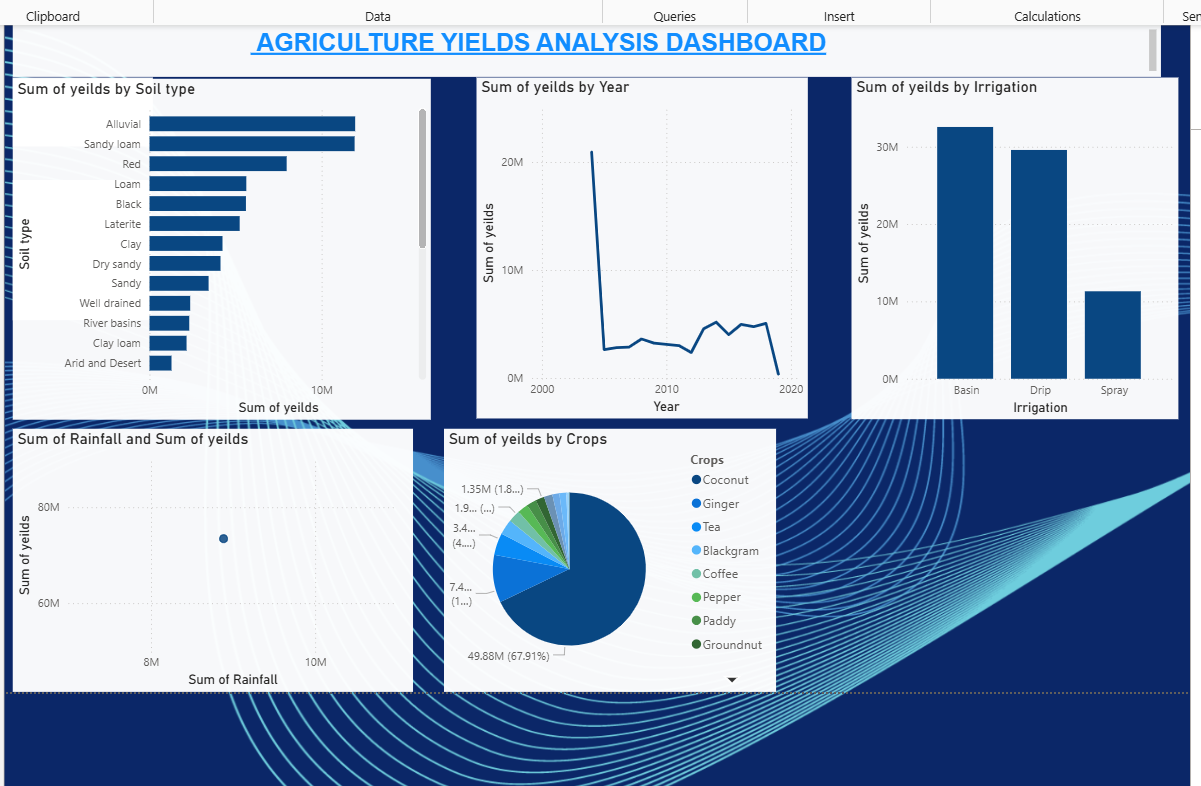 Clipboard
Data
Queries
Insert
Calculations
Sen
AGRICULTURE YIELDS ANALYSIS DASHBOARD
Sum of yeilds by Soil type
Soil type
Alluvial
Sandy loam
Red
Loam
Black
Laterite
Clay
Dry sandy
Sandy
Well drained
River basins
Clay loam
Arid and Desert
0M
10M
Sum of yeilds
Sum of yeilds by Year
Sum of yeilds
20M
10M
0M
2000
2010
2020
Year
Sum of yeilds by Irrigation
Sum of yeilds
30M
20M
10M
0M
Basin
Drip
Spray
Irrigation
Sum of Rainfall and Sum of yeilds
Sum of yeilds
80M
60M
8M
10M
Sum of Rainfall
Sum of yeilds by Crops
1.35M (1.8...)
1.9... (...)
3.4...
(4....)
7.4...
(1...)
49.88M (67.91%)
Crops
Coconut
Ginger
Tea
Blackgram
Coffee
Pepper
Paddy
Groundnut